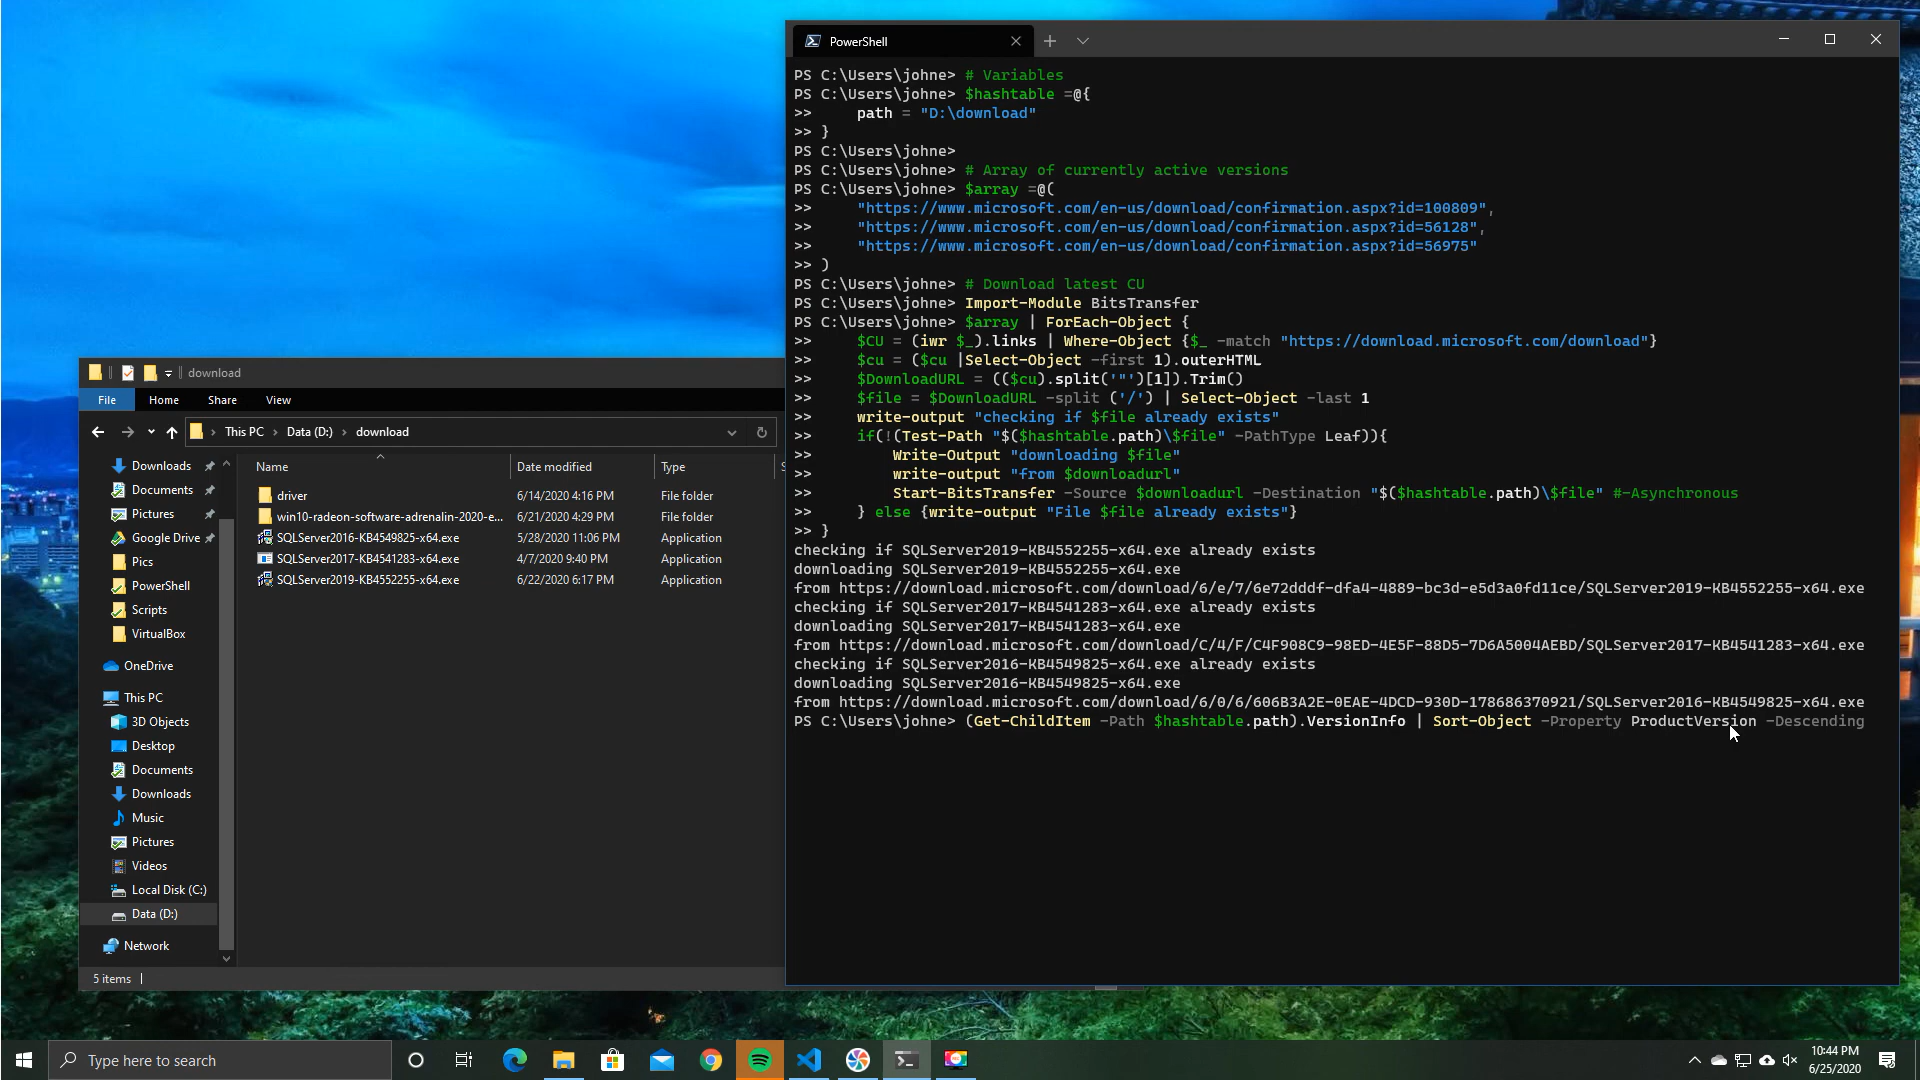 download
File
Home
Share
View
This PC
Data (D:)
download
Downloads
Documents
Pictures
Google Drive
Pics
PowerShell
Scripts
VirtualBox
OneDrive
This PC
3D Objects
Desktop
Documents
Downloads
Music
Pictures
Videos
Local Disk (C:)
Data (D:)
Network
Name Date modified Type
driver 6/14/2020 4:16 PM File folder
win10-radeon-software-adrenalin-2020-e... 6/21/2020 4:29 PM File folder
SQLServer2016-KB4549825-x64.exe 5/28/2020 11:06 PM Application
SQLServer2017-KB4541283-x64.exe 4/7/2020 9:40 PM Application
SQLServer2019-KB4552255-x64.exe 6/22/2020 6:17 PM Application
5 items
PowerShell
PS C:\Users\johne> # Variables
PS C:\Users\johne> $hashtable =@{
>>     path = "D:\download"
>> }
PS C:\Users\johne>
PS C:\Users\johne> # Array of currently active versions
PS C:\Users\johne> $array =@(
>>     "https://www.microsoft.com/en-us/download/confirmation.aspx?id=100809",
>>     "https://www.microsoft.com/en-us/download/confirmation.aspx?id=56128",
>>     "https://www.microsoft.com/en-us/download/confirmation.aspx?id=56975"
>> )
PS C:\Users\johne> # Download latest CU
PS C:\Users\johne> Import-Module BitsTransfer
PS C:\Users\johne> $array | ForEach-Object {
>>     $CU = (iwr $_).links | Where-Object {$_ -match "https://download.microsoft.com/download"}
>>     $cu = ($cu |Select-Object -first 1).outerHTML
>>     $DownloadURL = (($cu).split('"')[1]).Trim()
>>     $file = $DownloadURL -split ('/') | Select-Object -last 1
>>     write-output "checking if $file already exists"
>>     if(!(Test-Path "$($hashtable.path)\$file" -PathType Leaf)){
>>         Write-Output "downloading $file"
>>         write-output "from $downloadurl"
>>         Start-BitsTransfer -Source $downloadurl -Destination "$($hashtable.path)\$file" #-Asynchronous
>>     } else {write-output "File $file already exists"}
>> }
checking if SQLServer2019-KB4552255-x64.exe already exists
downloading SQLServer2019-KB4552255-x64.exe
from https://download.microsoft.com/download/6/e/7/6e72dddf-dfa4-4889-bc3d-e5d3a0fd11ce/SQLServer2019-KB4552255-x64.exe
checking if SQLServer2017-KB4541283-x64.exe already exists
downloading SQLServer2017-KB4541283-x64.exe
from https://download.microsoft.com/download/C/4/F/C4F908C9-98ED-4E5F-88D5-7D6A5004AEBD/SQLServer2017-KB4541283-x64.exe
checking if SQLServer2016-KB4549825-x64.exe already exists
downloading SQLServer2016-KB4549825-x64.exe
from https://download.microsoft.com/download/6/0/6/606B3A2E-0EAE-4DCD-930D-178686370921/SQLServer2016-KB4549825-x64.exe
PS C:\Users\johne> (Get-ChildItem -Path $hashtable.path).VersionInfo | Sort-Object -Property ProductVersion -Descending
Type here to search
10:44 PM
6/25/2020